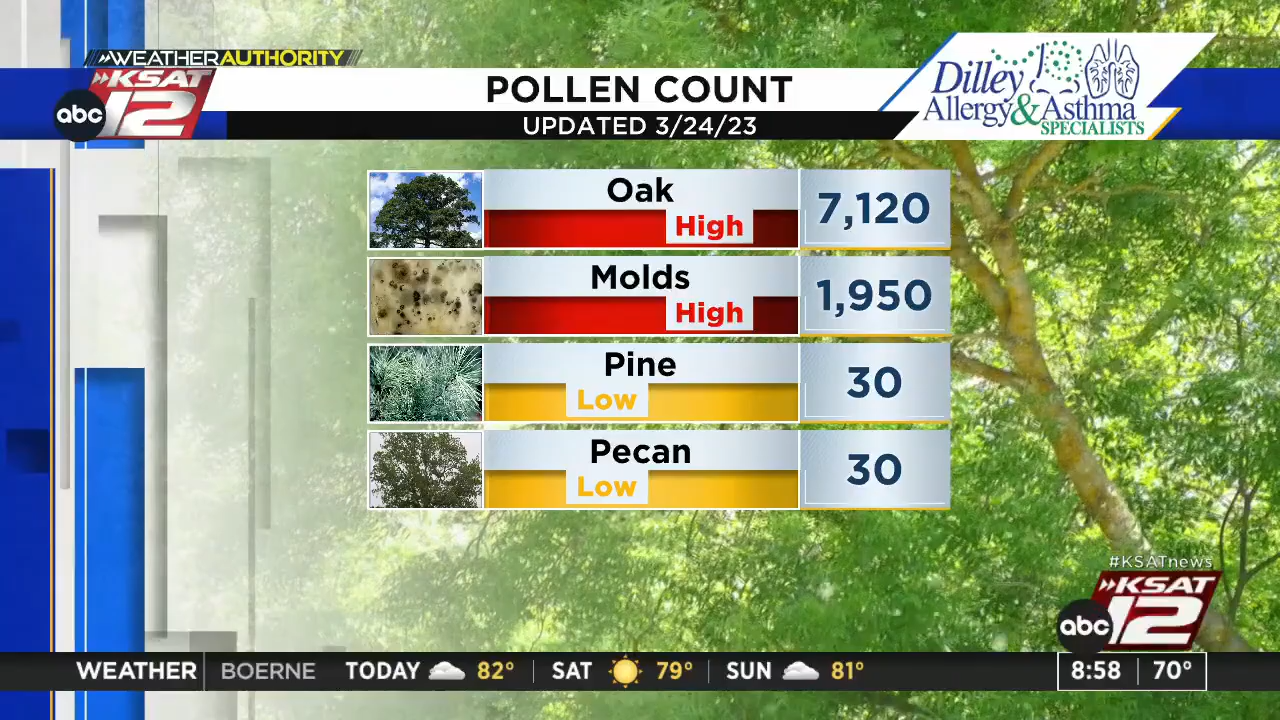 WEATHERAUTHORITY
KSAT
abc 12
POLLEN COUNT
UPDATED 3/24/23
Dilley
Allergy&Asthma
SPECIALISTS
Oak
High
7,120
Molds
High
1,950
Pine
Low
30
Pecan
Low
30
#KSATnews
KSAT
abc 12
WEATHER BOERNE TODAY 82° SAT 79° SUN 81° 8:58 70°